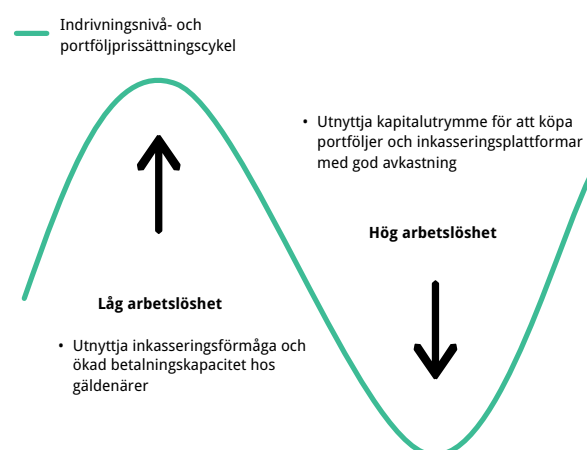 Indrivningsnivå- och
portföljprissättningscykel
• Utnyttja kapitalutrymme för att köpa
portföljer och inkasseringsplattformar
med god avkastning
Hög arbetslöshet
Låg arbetslöshet
• Utnyttja inkasseringsförmåga och
ökad betalningskapacitet hos
gäldenärer